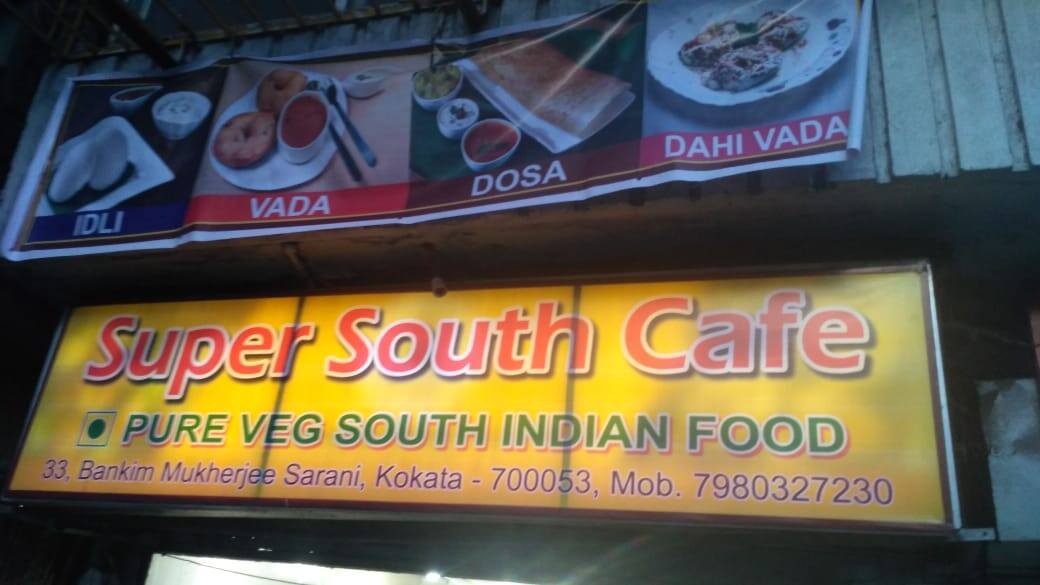 IDLI
VADA
DOSA
DAHI VADA
Super South Cafe
PURE VEG SOUTH INDIAN FOOD
33, Bankim Mukherjee Sarani, Kokata - 700053, Mob. 7980327230